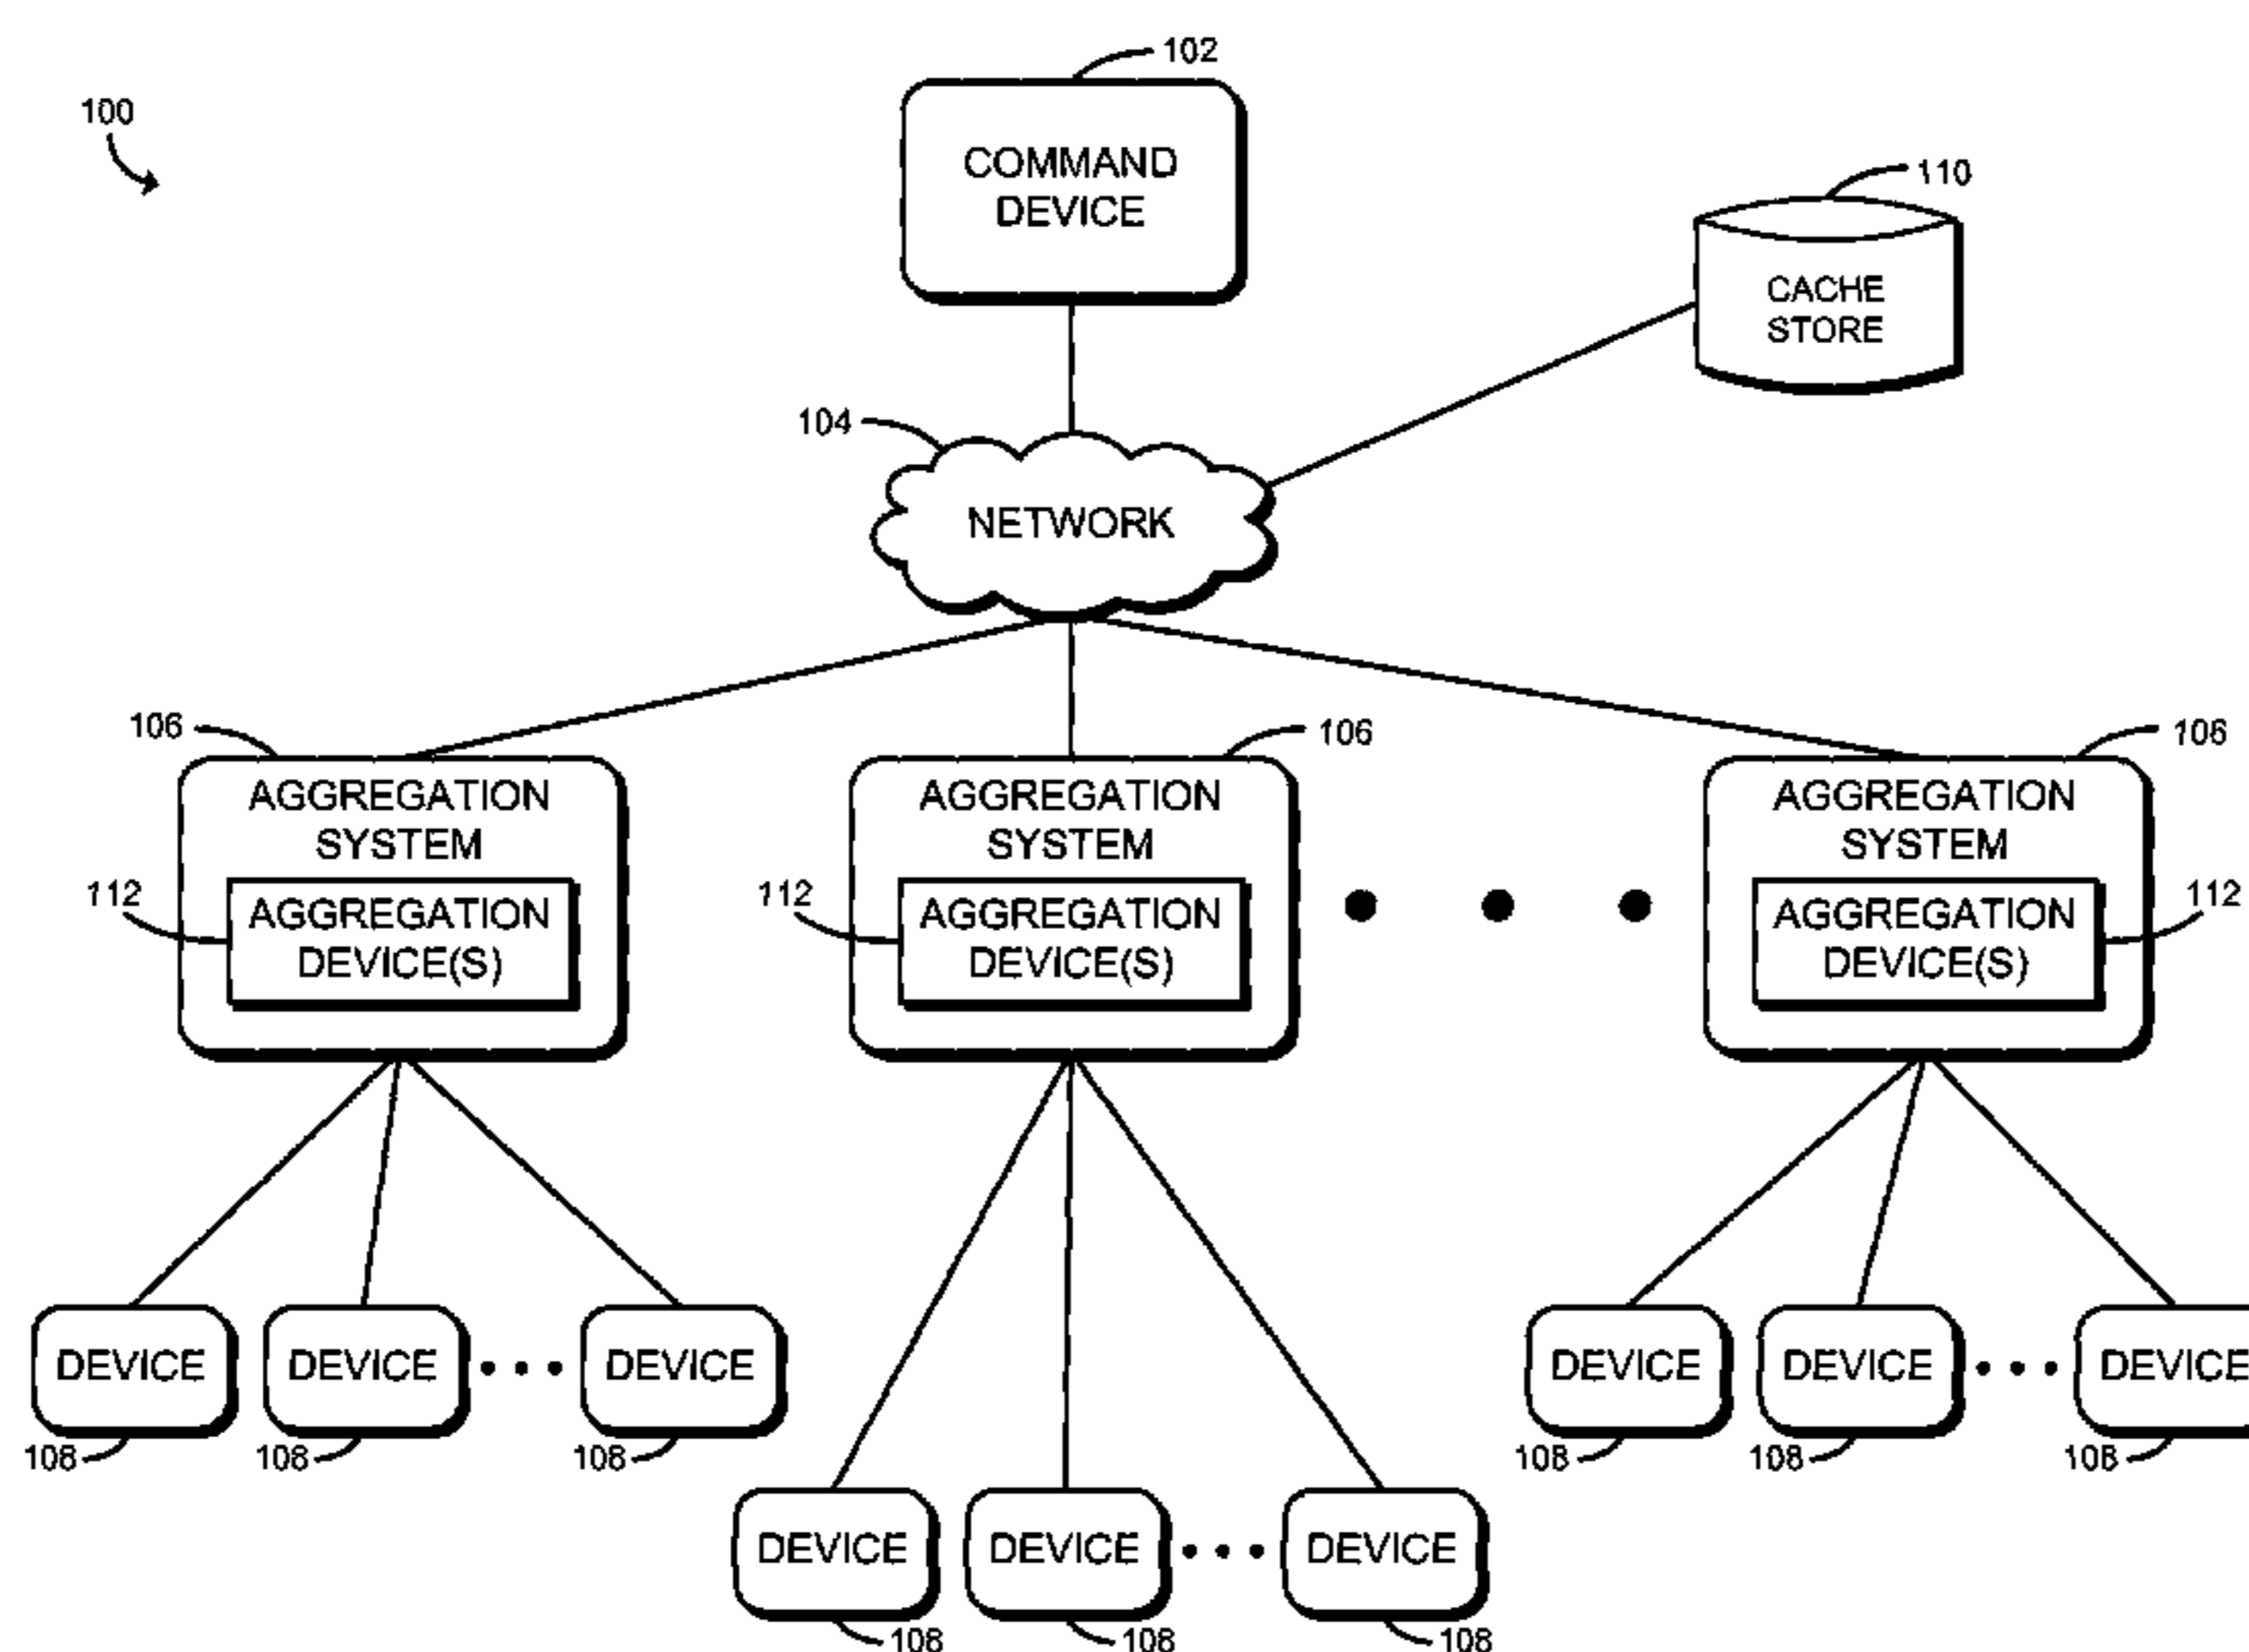 102
100
COMMAND
DEVICE
110
CACHE
STORE
104
NETWORK
106
106
106
AGGREGATION
SYSTEM
AGGREGATION
SYSTEM
AGGREGATION
SYSTEM
112
AGGREGATION
DEVICE(S)
112
AGGREGATION
DEVICE(S)
AGGREGATION
DEVICE(S)
112
DEVICE
DEVICE
DEVICE
DEVICE
DEVICE
DEVICE
108
108
108
108
108
108
DEVICE
DEVICE
DEVICE
108
108
108